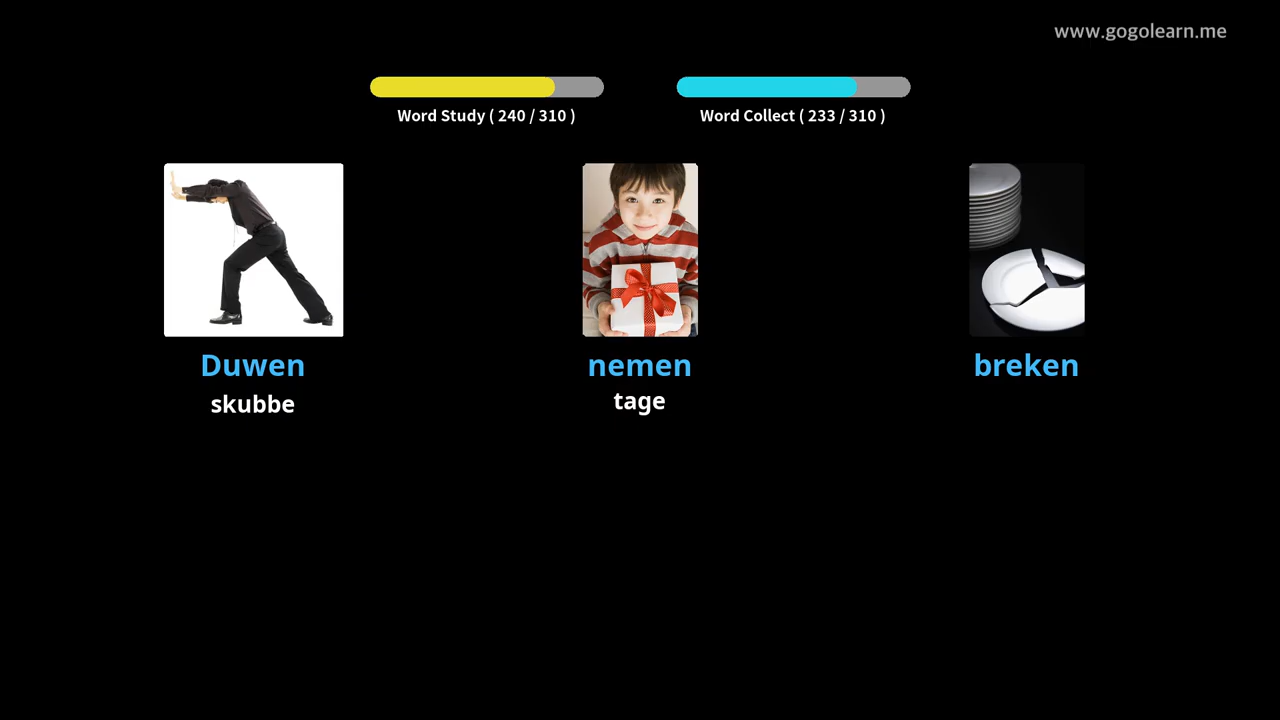 www.gogolearn.me
Word Study ( 240 / 310 )
Word Collect ( 233 / 310 )
Duwen
nemen
breken
skubbe
tage